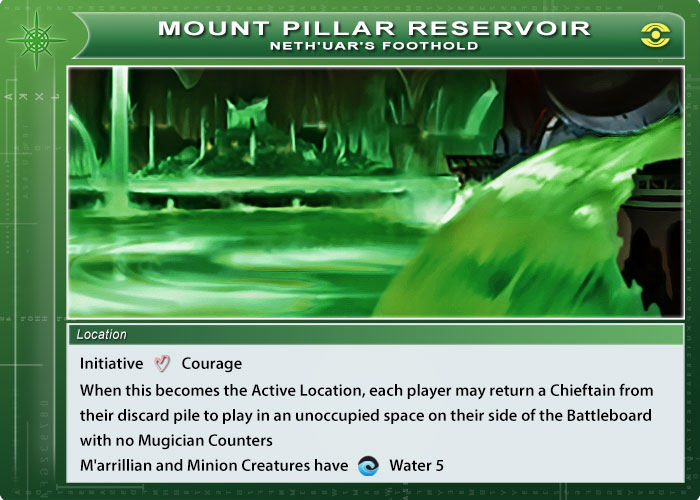 MOUNT PILLAR RESERVOIR
NETH'UAR'S FOOTHOLD
Location
Initiative Courage
When this becomes the Active Location, each player may return a Chieftain from
their discard pile to play in an unoccupied space on their side of the Battleboard
with no Mugician Counters
M'arrillian and Minion Creatures have Water 5